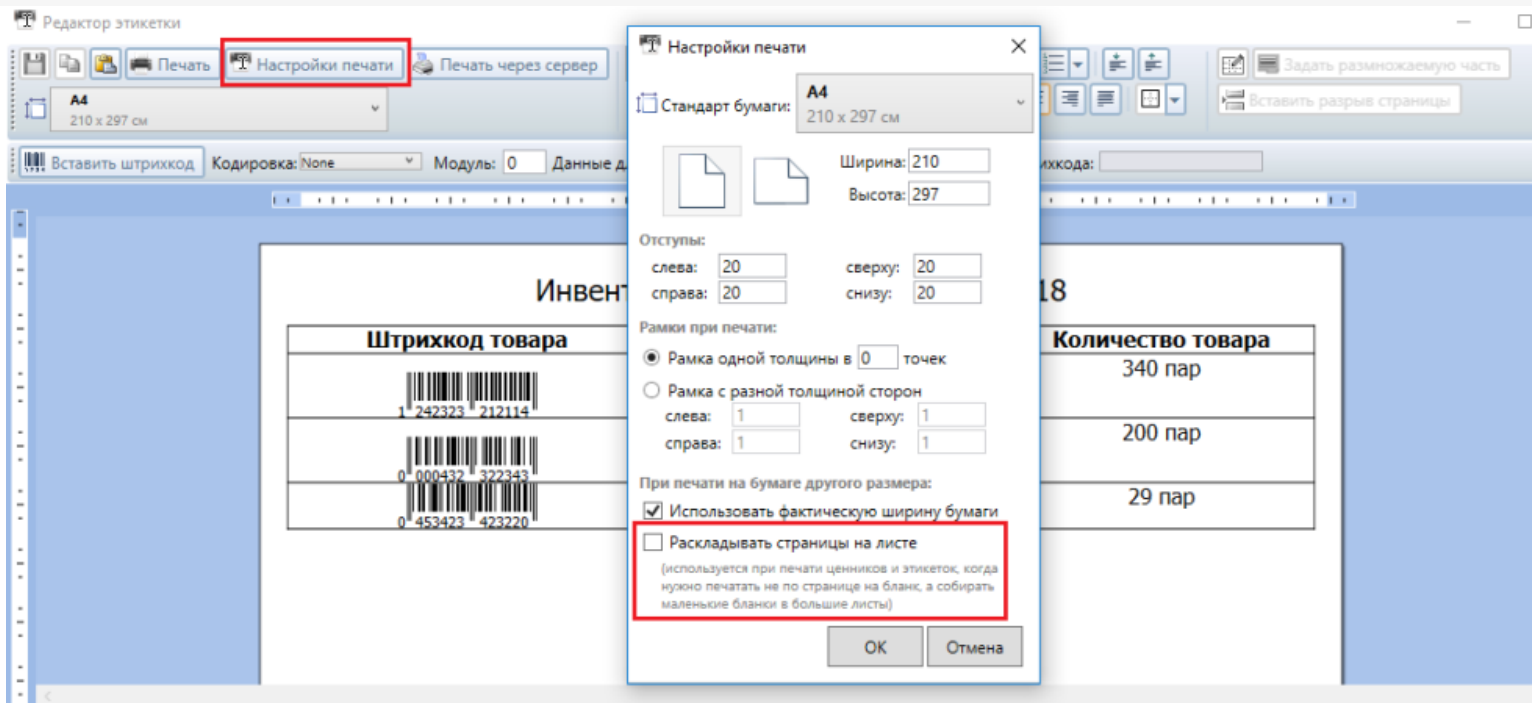 Редактор этикетки
Печать Настройки печати Печать через сервер Задать размножаемую часть
A4
210 x 297 см
Вставить разрыв страницы
Вставить штрихкод Кодировка: None Модуль: 0 Данные
Инвент
18
Штрихкод товара Количество товара
1 242323 212114 340 пар
0 000432 322343 200 пар
0 453423 423220 29 пар
Настройки печати
Стандарт бумаги: A4
210 x 297 см
Ширина: 210
Высота: 297
Отступы:
слева: 20 сверху: 20
справа: 20 снизу: 20
Рамки при печати:
Рамка одной толщины в 0 точек
Рамка с разной толщиной сторон
слева: 1 сверху: 1
справа: 1 снизу: 1
При печати на бумаге другого размера:
Использовать фактическую ширину бумаги
Раскладывать страницы на листе
(используется при печати ценников и этикеток, когда
нужно печатать не по странице на бланк, а собирать
маленькие бланки в большие листы)
ОК Отмена